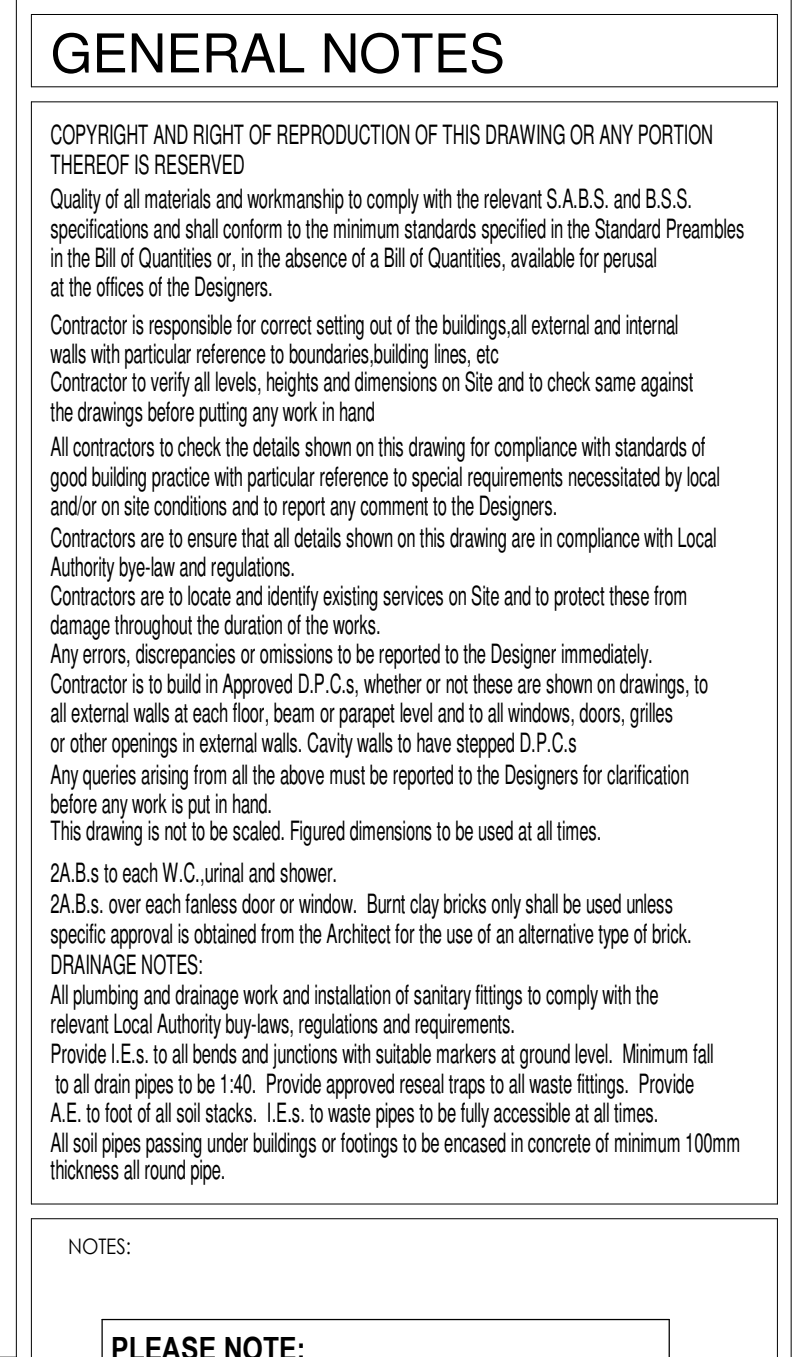 GENERAL NOTES
COPYRIGHT AND RIGHT OF REPRODUCTION OF THIS DRAWING OR ANY PORTION
THEREOF IS RESERVED
Quality of all materials and workmanship to comply with the relevant S.A.B.S. and B.S.S.
specifications and shall conform to the minimum standards specified in the Standard Preambles
in the Bill of Quantities or, in the absence of a Bill of Quantities, available for perusal
at the offices of the Designers.
Contractor is responsible for correct setting out of the buildings,all external and internal
walls with particular reference to boundaries,building lines, etc
Contractor to verify all levels, heights and dimensions on Site and to check same against
the drawings before putting any work in hand
All contractors to check the details shown on this drawing for compliance with standards of
good building practice with particular reference to special requirements necessitated by local
and/or on site conditions and to report any comment to the Designers.
Contractors are to ensure that all details shown on this drawing are in compliance with Local
Authority bye-law and regulations.
Contractors are to locate and identify existing services on Site and to protect these from
damage throughout the duration of the works.
Any errors, discrepancies or omissions to be reported to the Designer immediately.
Contractor is to build in Approved D.P.C.s, whether or not these are shown on drawings, to
all external walls at each floor, beam or parapet level and to all windows, doors, grilles
or other openings in external walls. Cavity walls to have stepped D.P.C.s
Any queries arising from all the above must be reported to the Designers for clarification
before any work is put in hand.
This drawing is not to be scaled. Figured dimensions to be used at all times.
2A.B.s to each W.C.,urinal and shower.
2A.B.s. over each fanless door or window. Burnt clay bricks only shall be used unless
specific approval is obtained from the Architect for the use of an alternative type of brick.
DRAINAGE NOTES:
All plumbing and drainage work and installation of sanitary fittings to comply with the
relevant Local Authority buy-laws, regulations and requirements.
Provide I.E.s. to all bends and junctions with suitable markers at ground level. Minimum fall
to all drain pipes to be 1:40. Provide approved reseal traps to all waste fittings. Provide
A.E. to foot of all soil stacks. I.E.s. to waste pipes to be fully accessible at all times.
All soil pipes passing under buildings or footings to be encased in concrete of minimum 100mm
thickness all round pipe.
NOTES:
PLEASE NOTE: